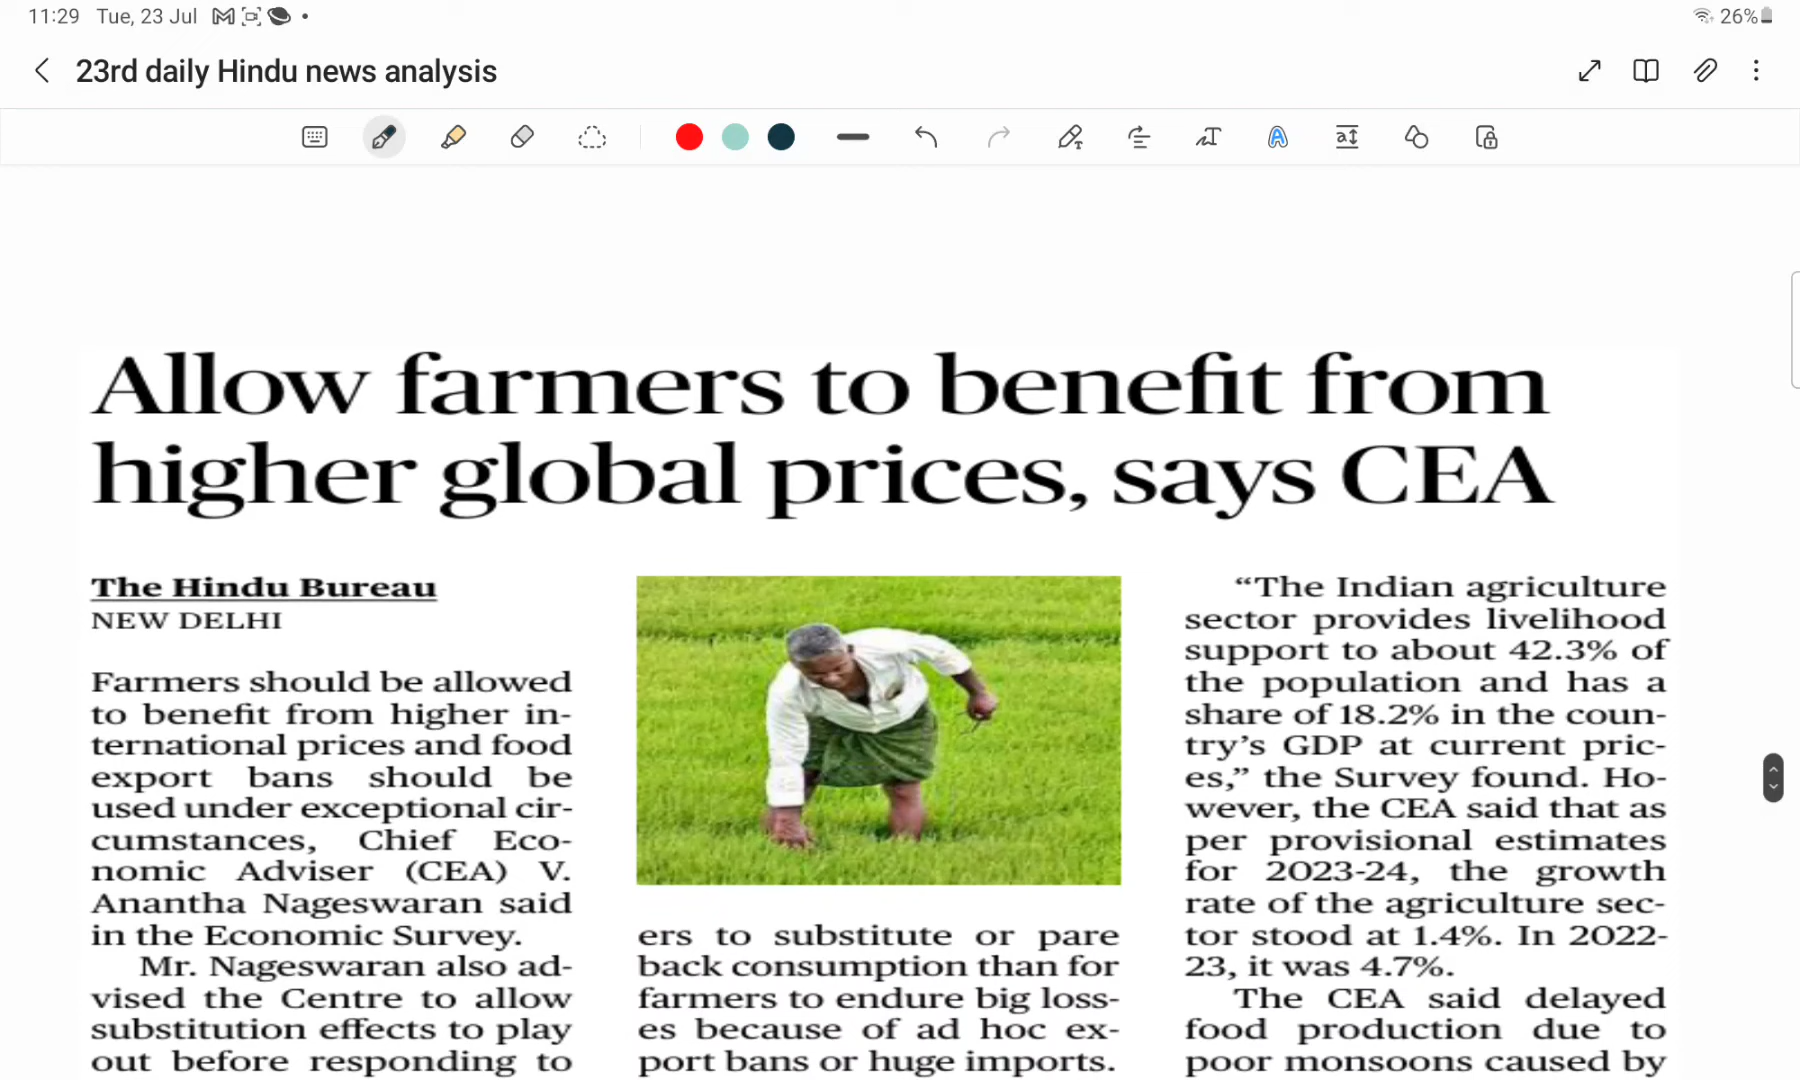 11:29 Tue, 23 Jul
26%
23rd daily Hindu news analysis
Allow farmers to benefit from
higher global prices, says CEA
The Hindu Bureau
NEW DELHI
Farmers should be allowed
to benefit from higher in-
ternational prices and food
export bans should be
used under exceptional cir-
cumstances, Chief Eco-
nomic Adviser (CEA) V.
Anantha Nageswaran said
in the Economic Survey.
Mr. Nageswaran also ad-
vised the Centre to allow
substitution effects to play
out before responding to
ers to substitute or pare
back consumption than for
farmers to endure big loss-
es because of ad hoc ex-
port bans or huge imports.
“The Indian agriculture
sector provides livelihood
support to about 42.3% of
the population and has a
share of 18.2% in the coun-
try’s GDP at current pric-
es,” the Survey found. Ho-
wever, the CEA said that as
per provisional estimates
for 2023-24, the growth
rate of the agriculture sec-
tor stood at 1.4%. In 2022-
23, it was 4.7%.
The CEA said delayed
food production due to
poor monsoons caused by